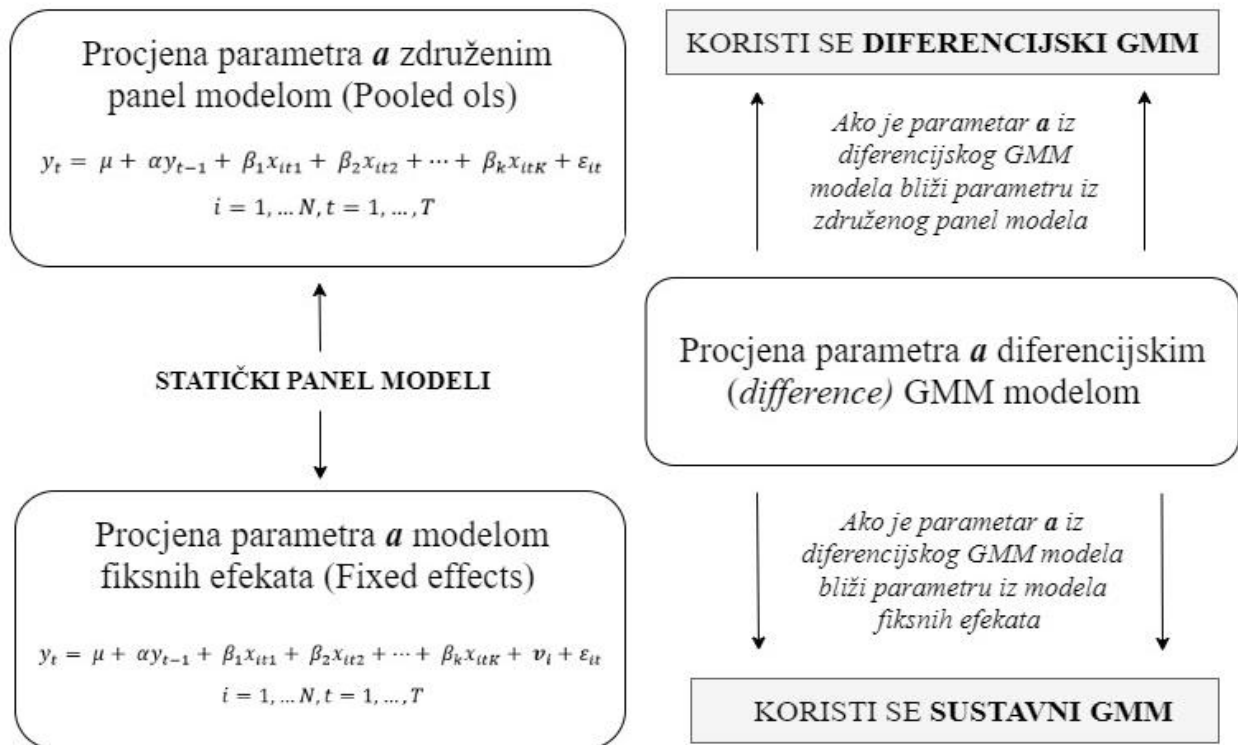 Procjena parametra a združenim
panel modelom (Pooled ols)
y_t = μ + αy_{t−1} + β_1x_{it1} + β_2x_{it2} + ⋯ + β_kx_{itK} + ε_{it}
i = 1, … N, t = 1, … , T
STATIČKI PANEL MODELI
Procjena parametra a modelom
fiksnih efekata (Fixed effects)
y_t = μ + αy_{t−1} + β_1x_{it1} + β_2x_{it2} + ⋯ + β_kx_{itK} + v_i + ε_{it}
i = 1, … N, t = 1, … , T
KORISTI SE DIFERENCIJSKI GMM
Ako je parametar a iz
diferencijskog GMM
modela bliži parametru iz
združenog panel modela
Procjena parametra a diferencijskim
(difference) GMM modelom
Ako je parametar a iz
diferencijskog GMM modela
bliži parametru iz modela
fiksnih efekata
KORISTI SE SUSTAVNI GMM